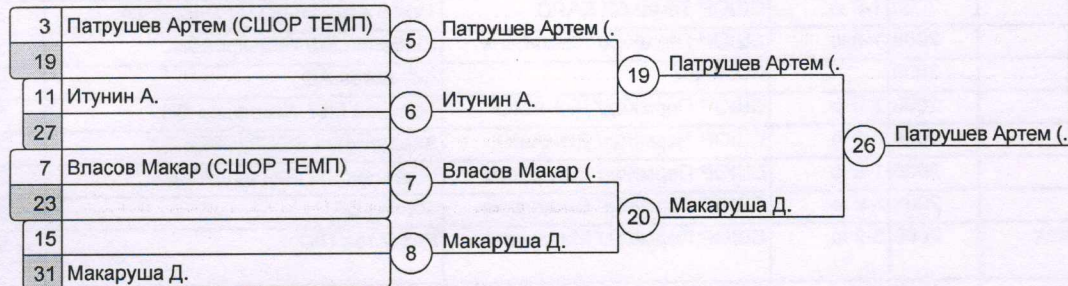 3 Патрушев Артем (СШОР ТЕМП)
19
5 Патрушев Артем (.
11 Итунин А.
27
6 Итунин А.
19 Патрушев Артем (.
7 Власов Макар (СШОР ТЕМП)
23
7 Власов Макар (.
15
31 Макаруша Д.
8 Макаруша Д.
20 Макаруша Д.
26 Патрушев Артем (.